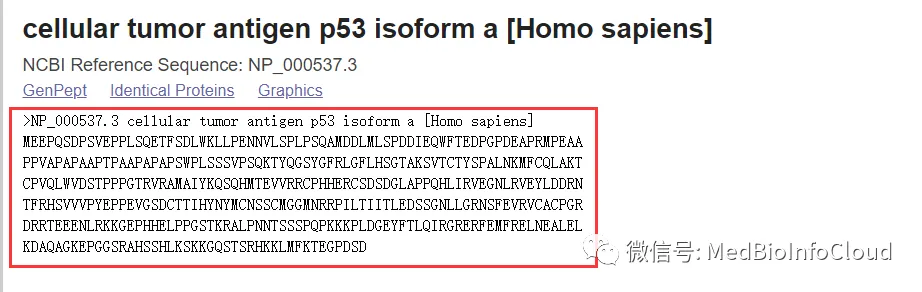 cellular tumor antigen p53 isoform a [Homo sapiens]
NCBI Reference Sequence: NP_000537.3
GenPept Identical Proteins Graphics
>NP_000537.3 cellular tumor antigen p53 isoform a [Homo sapiens]
MEEPQSDPSVEPPLSQETFSDLWKLLPENNVLSPLPSQAMDDLMLSPDDIEQWFTEDPGPDEAPRMPEAA
PPVAPAPAAPTPAAPAPAPSWPLSSSVPSQKTYQGSYGFRLGFLHSGTAKSVTCTYSPALNKMFCQLAKT
CPVQLWVDSTPPPGTRVRAMAIYKQSQHMTEVVRRCPHHERCSDSDGLAPPQHLIRVEGNLRVEYLDDRN
TFRHSVVVPYEPPEVGSDCTTIHYNYMCNSSCMGGMNRRPILTIITLEDSSGNLLGRNSFEVRVCACPGR
DRRTEEENLRKKGEPHHELPPGSTKRALPNNTSSSPQPKKKPLDGEYFTLQIRGRERFEMFRELNEALEL
KDAQAGKEPGGSRAHSSHLKSKKGQSTSRHKKLMFKTEGPDSD
微信号: MedBioInfoCloud